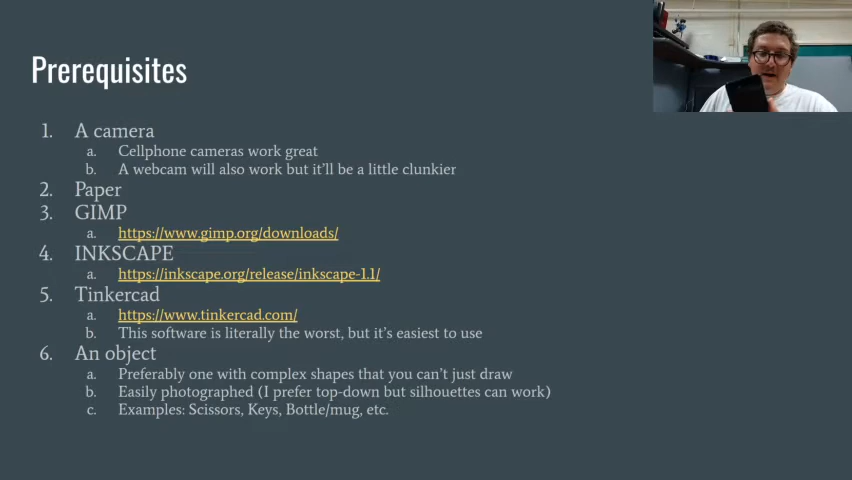 Prerequisites
1. A camera
a. Cellphone cameras work great
b. A webcam will also work but it'll be a little clunkier
2. Paper
3. GIMP
a. https://www.gimp.org/downloads/
4. INKSCAPE
a. https://inkscape.org/release/inkscape-1.1/
5. Tinkercad
a. https://www.tinkercad.com/
b. This software is literally the worst, but it's easiest to use
6. An object
a. Preferably one with complex shapes that you can't just draw
b. Easily photographed (I prefer top-down but silhouettes can work)
c. Examples: Scissors, Keys, Bottle/mug, etc.